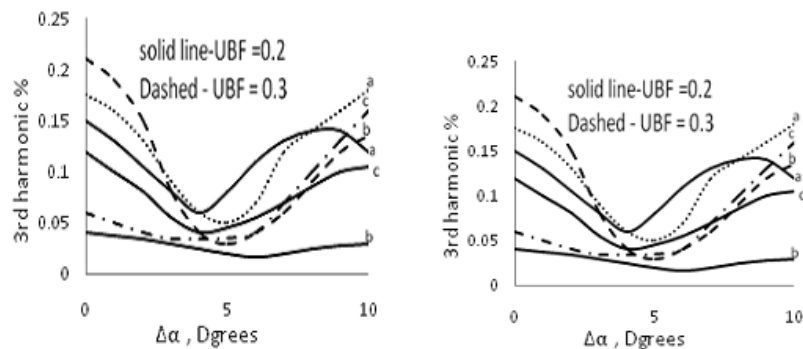 0.25
solid line-UBF =0.2
Dashed - UBF = 0.3
0.2
0.15
0.1
0.05
0
3rd harmonic %
a
c
b
a
c
b
0
5
10
Δα , Dgrees
0.25
solid line-UBF =0.2
Dashed - UBF = 0.3
0.2
0.15
0.1
0.05
0
3rd harmonic %
a
c
b
a
c
b
0
5
10
Δα , Dgrees